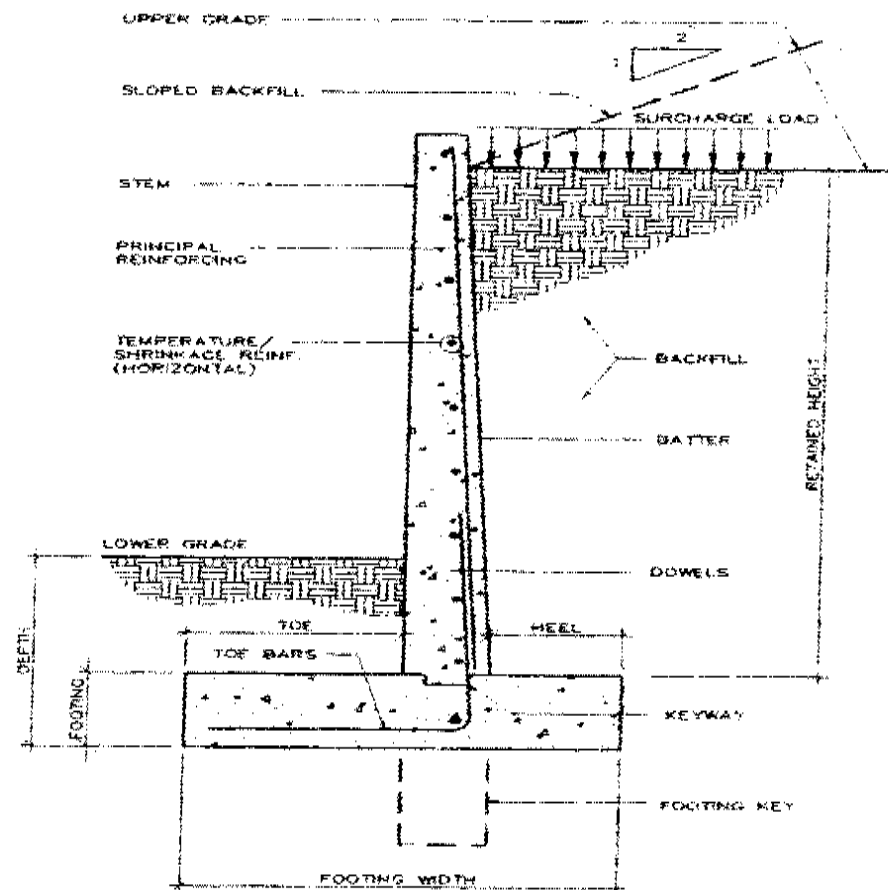 UPPER GRADE
2
1
SLOPED BACKFILL
SURCHARGE LOAD
STEM
PRINCIPAL
REINFORCING
TEMPERATURE/
SHRINKAGE REINF.
(HORIZONTAL)
BACKFILL
RETAINED HEIGHT
BATTER
LOWER GRADE
DOWELS
TOE
HEEL
DEPTH
TOE BARS
FOOTING
KEYWAY
FOOTING KEY
FOOTING WIDTH